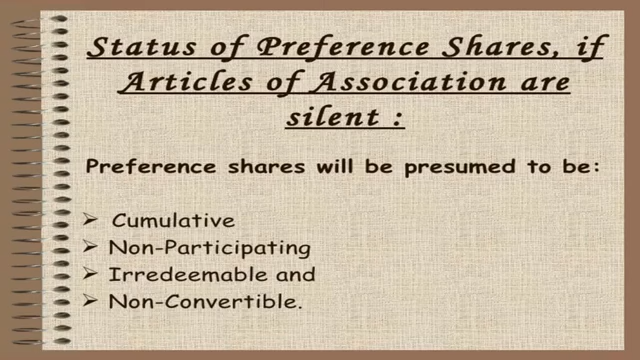 Status of Preference Shares, if
Articles of Association are
silent :
Preference shares will be presumed to be:
➢ Cumulative
➢ Non-Participating
➢ Irredeemable and
➢ Non-Convertible.